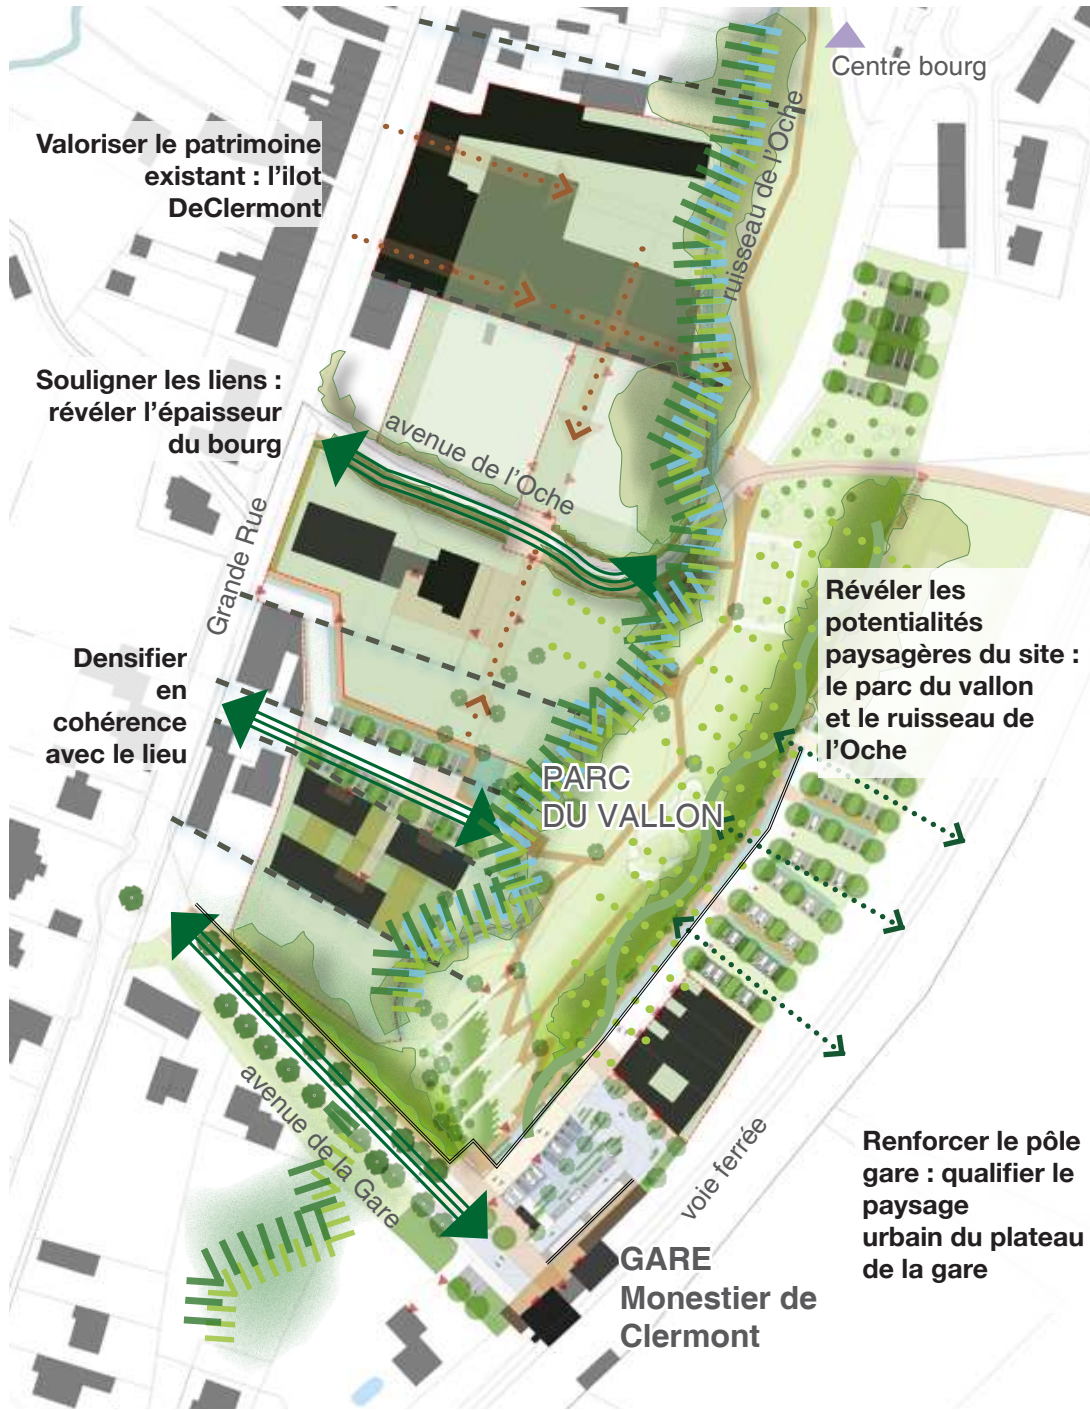 Centre bourg
ruisseau de l'Oche
Valoriser le patrimoine
existant : l'ilot
DeClermont
Souligner les liens :
révéler l'épaisseur
du bourg
avenue de l'Oche
Grande Rue
Révéler les
potentialités
paysagères du site :
le parc du vallon
et le ruisseau de
l'Oche
Densifier
en
cohérence
avec le lieu
PARC
DU VALLON
avenue de la Gare
voie ferrée
Renforcer le pôle
gare : qualifier le
paysage
urbain du plateau
de la gare
GARE
Monestier de
Clermont